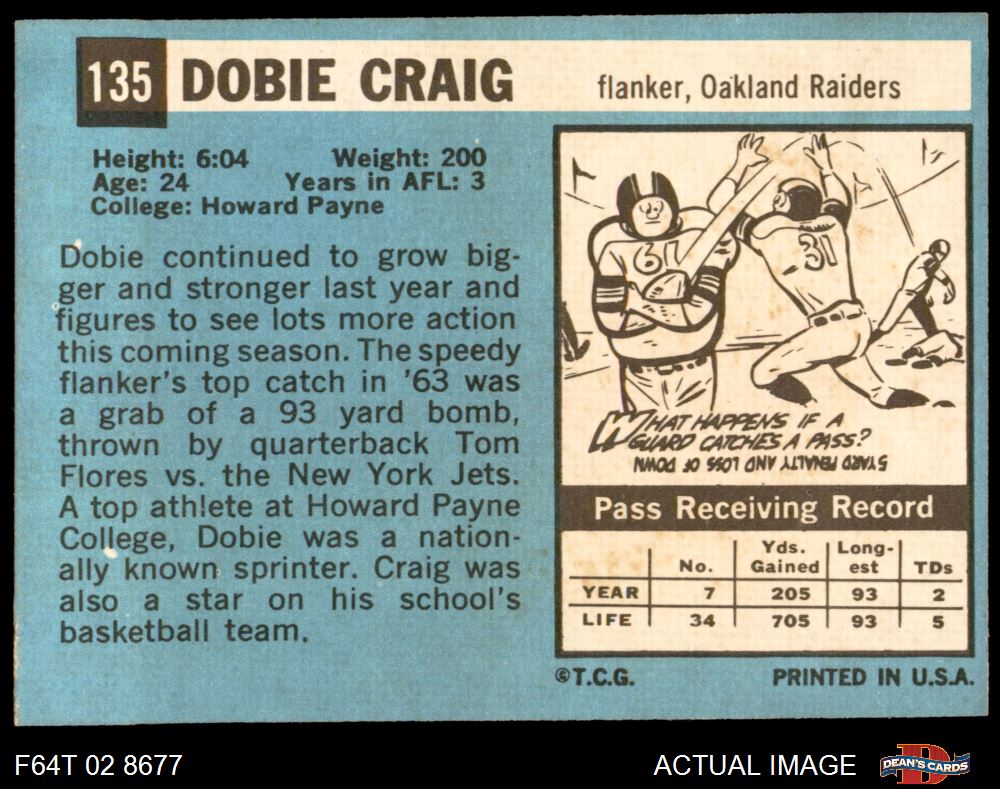 135 DOBIE CRAIG flanker, Oakland Raiders
Height: 6:04 Weight: 200
Age: 24 Years in AFL: 3
College: Howard Payne
Dobie continued to grow big-
ger and stronger last year and
figures to see lots more action
this coming season. The speedy
flanker's top catch in '63 was
a grab of a 93 yard bomb,
thrown by quarterback Tom
Flores vs. the New York Jets.
A top athlete at Howard Payne
College, Dobie was a nation-
ally known sprinter. Craig was
also a star on his school's
basketball team.
61
31
WHAT HAPPENS IF A
GUARD CATCHES A PASS?
5 YARD PENALTY AND LOSS OF DOWN
Pass Receiving Record
No. Yds. Gained Long-est TDs
YEAR 7 205 93 2
LIFE 34 705 93 5
©T.C.G. PRINTED IN U.S.A.
F64T 02 8677 ACTUAL IMAGE D DEAN'S CARDS